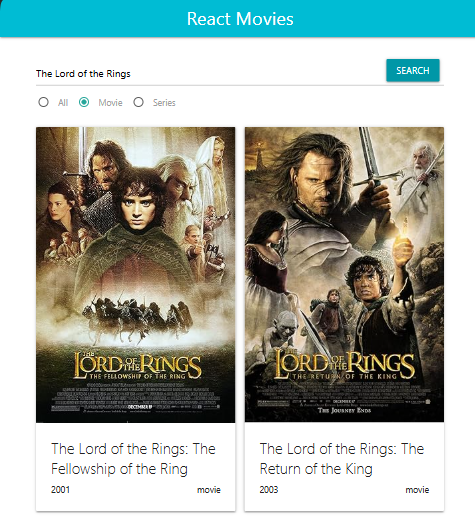 React Movies
The Lord of the Rings
SEARCH
All
Movie
Series
THE
LORD OF THE RINGS
THE FELLOWSHIP OF THE RING
DECEMBER 19
LORD OF THE RINGS
THE RETURN OF THE KING
DECEMBER 17
THE JOURNEY ENDS
The Lord of the Rings: The
Fellowship of the Ring
2001
movie
The Lord of the Rings: The
Return of the King
2003
movie